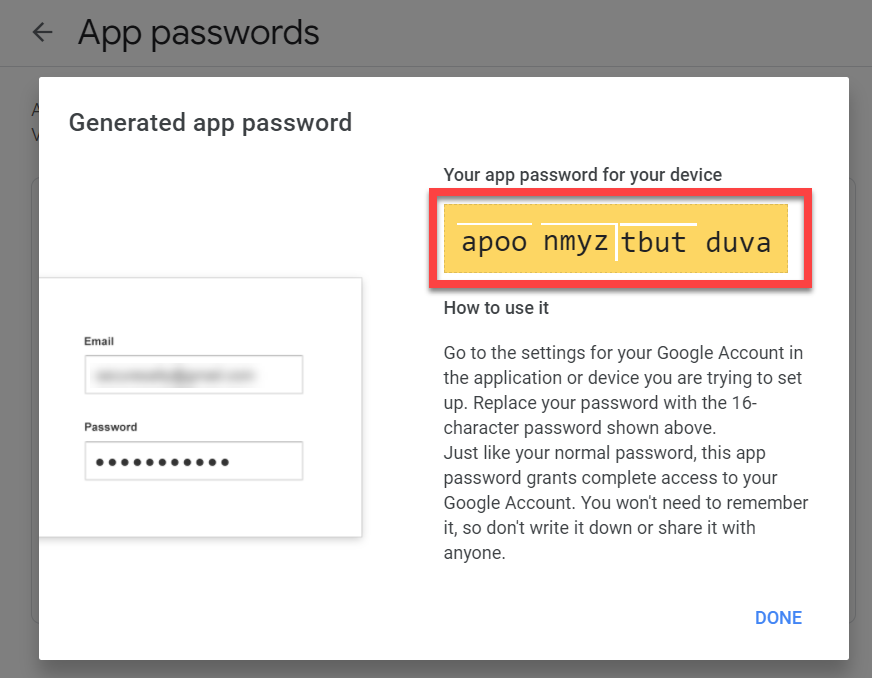 App passwords
Generated app password
Your app password for your device
apoo nmyz tbut duva
How to use it
Go to the settings for your Google Account in
the application or device you are trying to set
up. Replace your password with the 16-
character password shown above.
Just like your normal password, this app
password grants complete access to your
Google Account. You won't need to remember
it, so don't write it down or share it with
anyone.
Email
Password
DONE